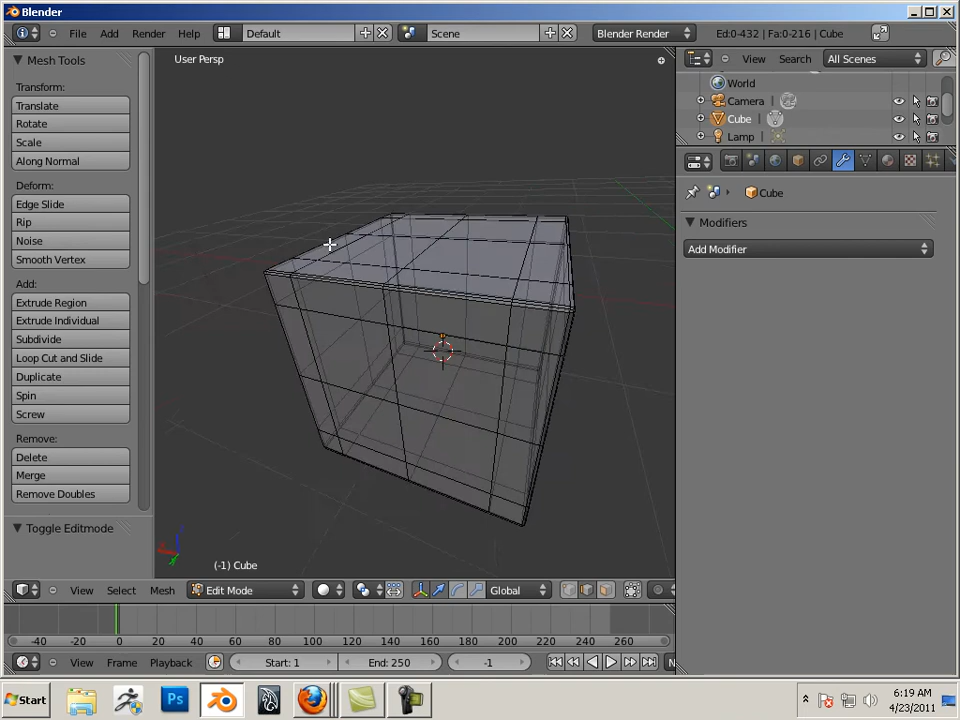 Blender
File Add Render Help Default Scene Blender Render Ed:0-432 | Fa:0-216 | Cube
Mesh Tools
Transform:
Translate
Rotate
Scale
Along Normal
Deform:
Edge Slide
Rip
Noise
Smooth Vertex
Add:
Extrude Region
Extrude Individual
Subdivide
Loop Cut and Slide
Duplicate
Spin
Screw
Remove:
Delete
Merge
Remove Doubles
Toggle Editmode
User Persp
(-1) Cube
View Search All Scenes
World
Camera
Cube
Lamp
Cube
Modifiers
Add Modifier
View Select Mesh Edit Mode Global
-40 -20 0 20 40 60 80 100 120 140 160 180 200 220 240 260
View Frame Playback Start: 1 End: 250 -1 N
Start Ps
6:19 AM
4/23/2011